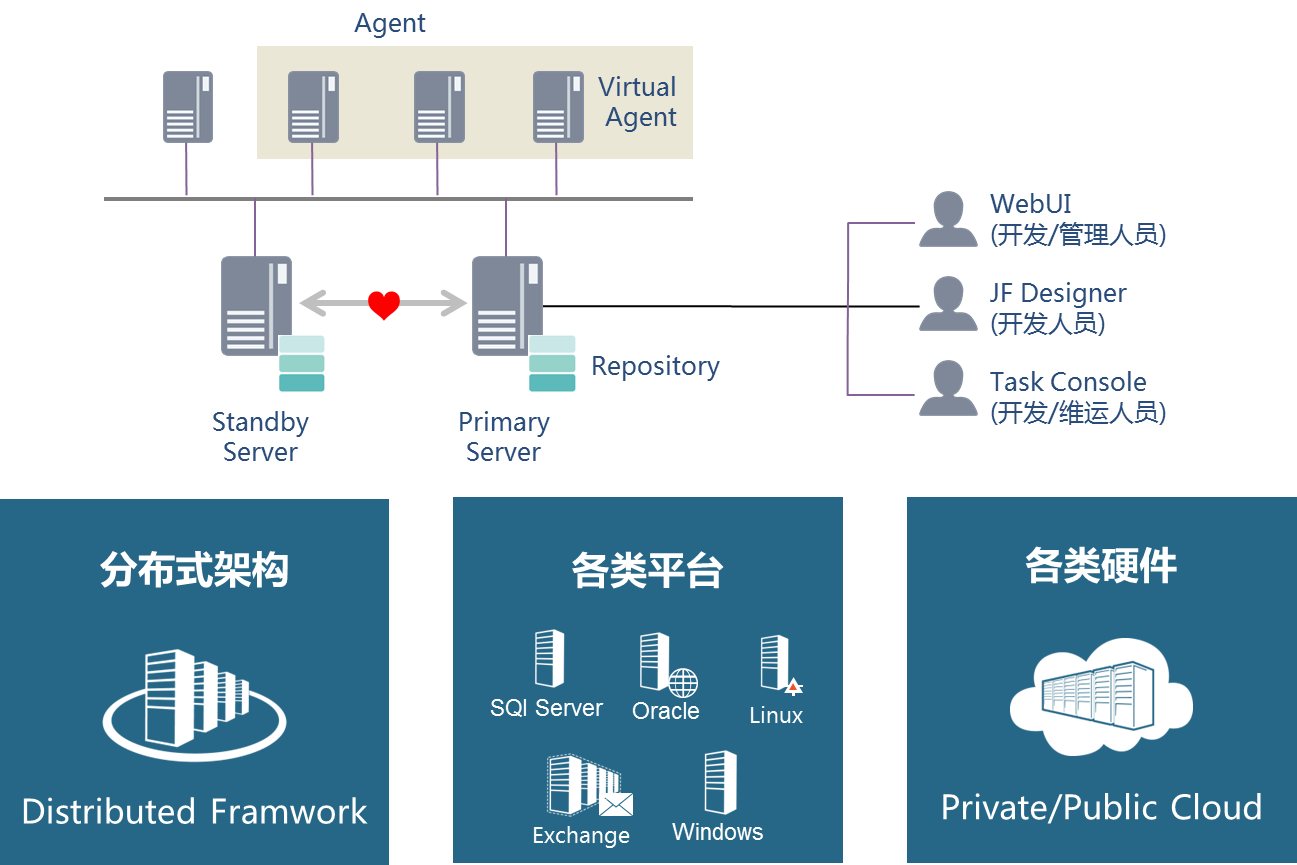 Agent
Virtual
Agent
WebUI
(开发/管理人员)
JF Designer
(开发人员)
Repository
Task Console
(开发/维运人员)
Standby
Server
Primary
Server
分布式架构
Distributed Framwork
各类平台
SQl Server
Oracle
Linux
Exchange
Windows
各类硬件
Private/Public Cloud